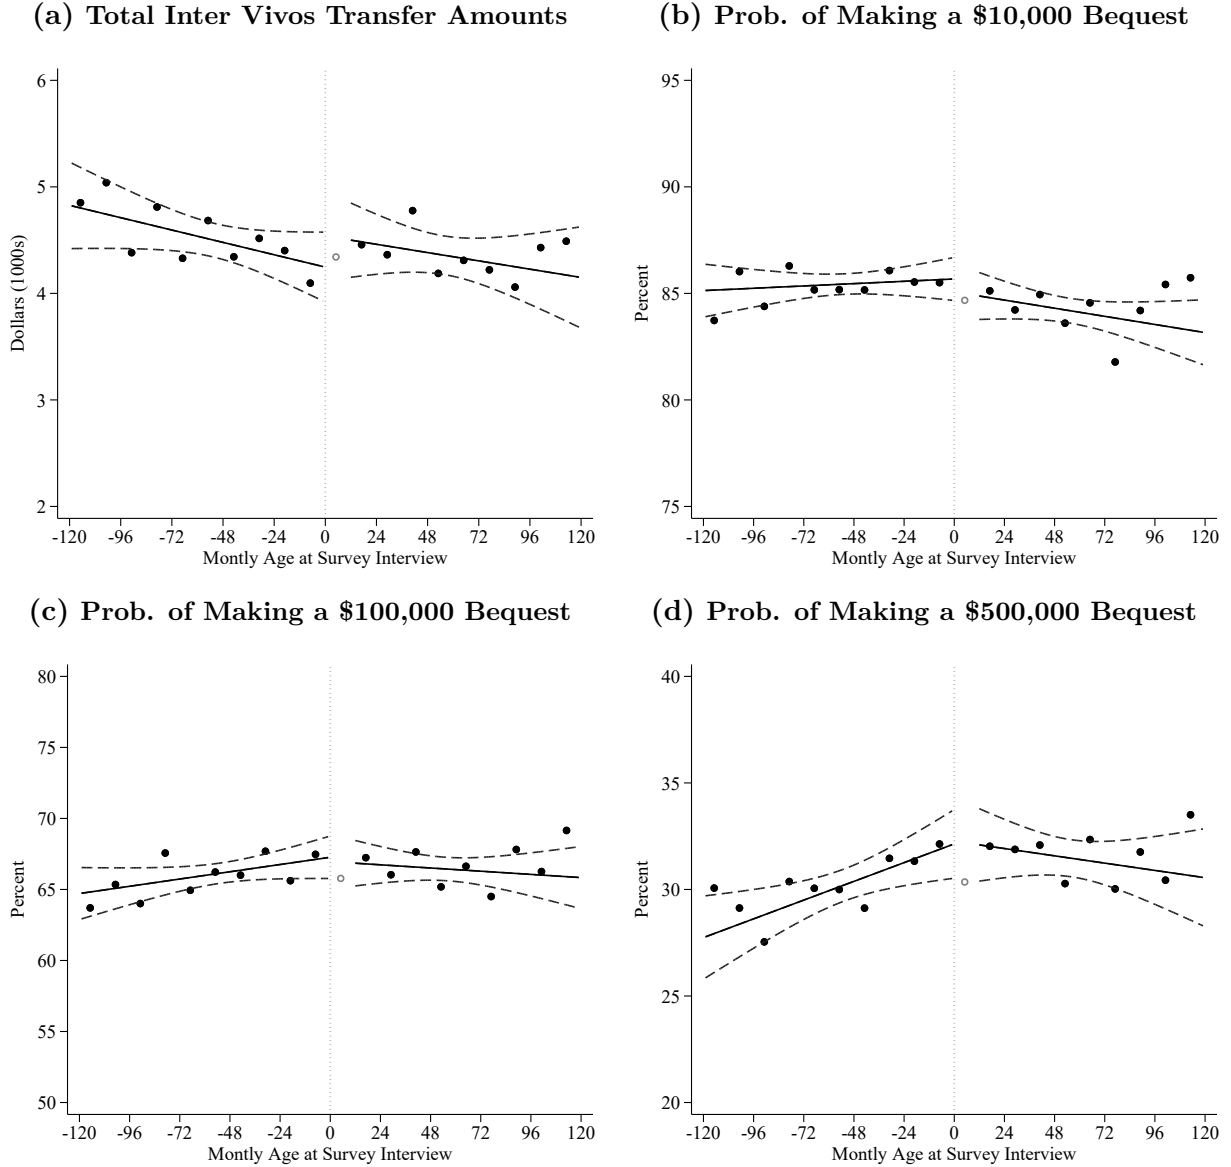 (a) Total Inter Vivos Transfer Amounts
6
5
4
3
2
Dollars (1000s)
-120 -96 -72 -48 -24 0 24 48 72 96 120
Montly Age at Survey Interview
(b) Prob. of Making a $10,000 Bequest
95
90
85
80
75
Percent
-120 -96 -72 -48 -24 0 24 48 72 96 120
Montly Age at Survey Interview
(c) Prob. of Making a $100,000 Bequest
80
75
70
65
60
55
50
Percent
-120 -96 -72 -48 -24 0 24 48 72 96 120
Montly Age at Survey Interview
(d) Prob. of Making a $500,000 Bequest
40
35
30
25
20
Percent
-120 -96 -72 -48 -24 0 24 48 72 96 120
Montly Age at Survey Interview